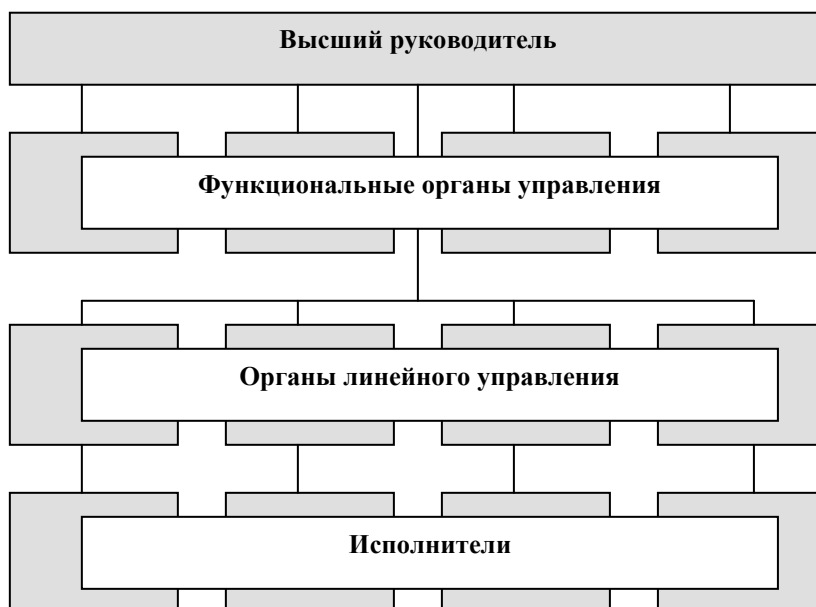 Высший руководитель
Функциональные органы управления
Органы линейного управления
Исполнители